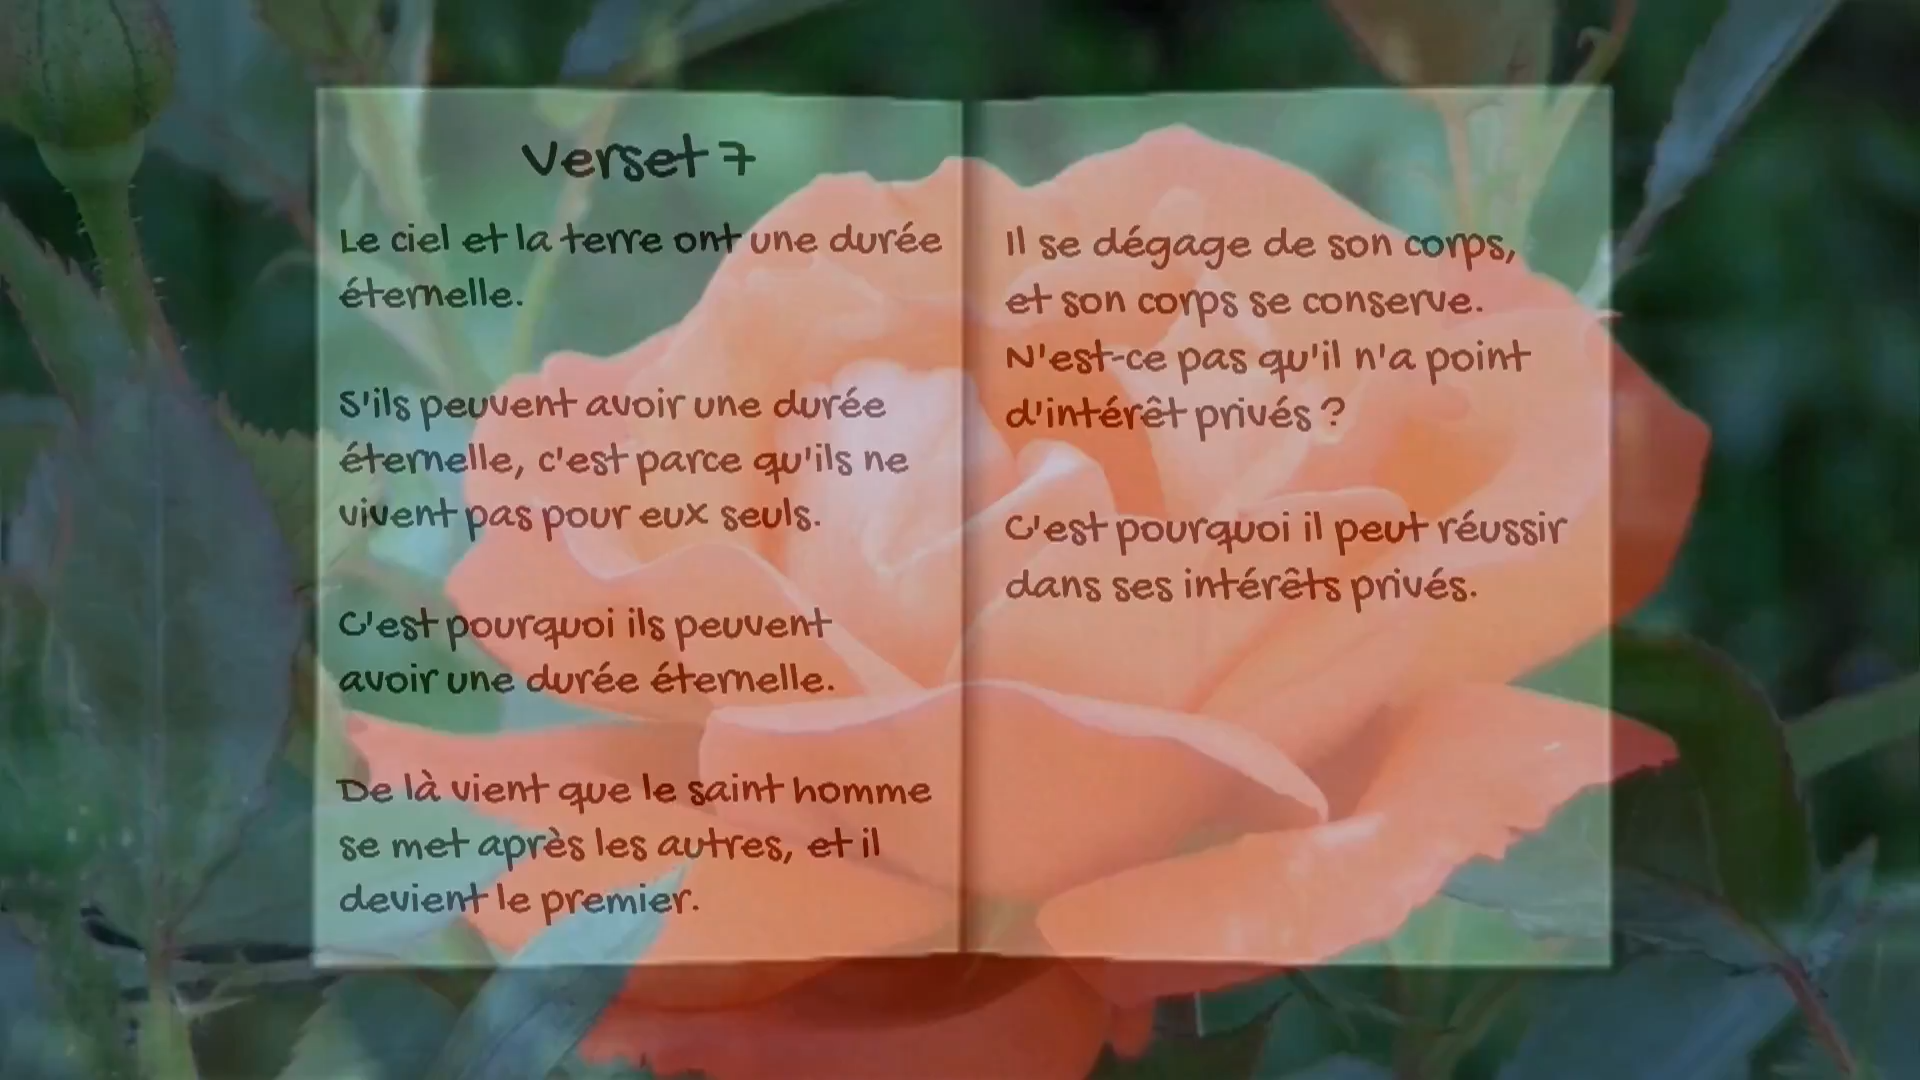 Verset 7
Le ciel et la terre ont une durée
éternelle.
S'ils peuvent avoir une durée
éternelle, c'est parce qu'ils ne
vivent pas pour eux seuls.
C'est pourquoi ils peuvent
avoir une durée éternelle.
De là vient que le saint homme
se met après les autres, et il
devient le premier.
Il se dégage de son corps,
et son corps se conserve.
N'est-ce pas qu'il n'a point
d'intérêt privés ?
C'est pourquoi il peut réussir
dans ses intérêts privés.